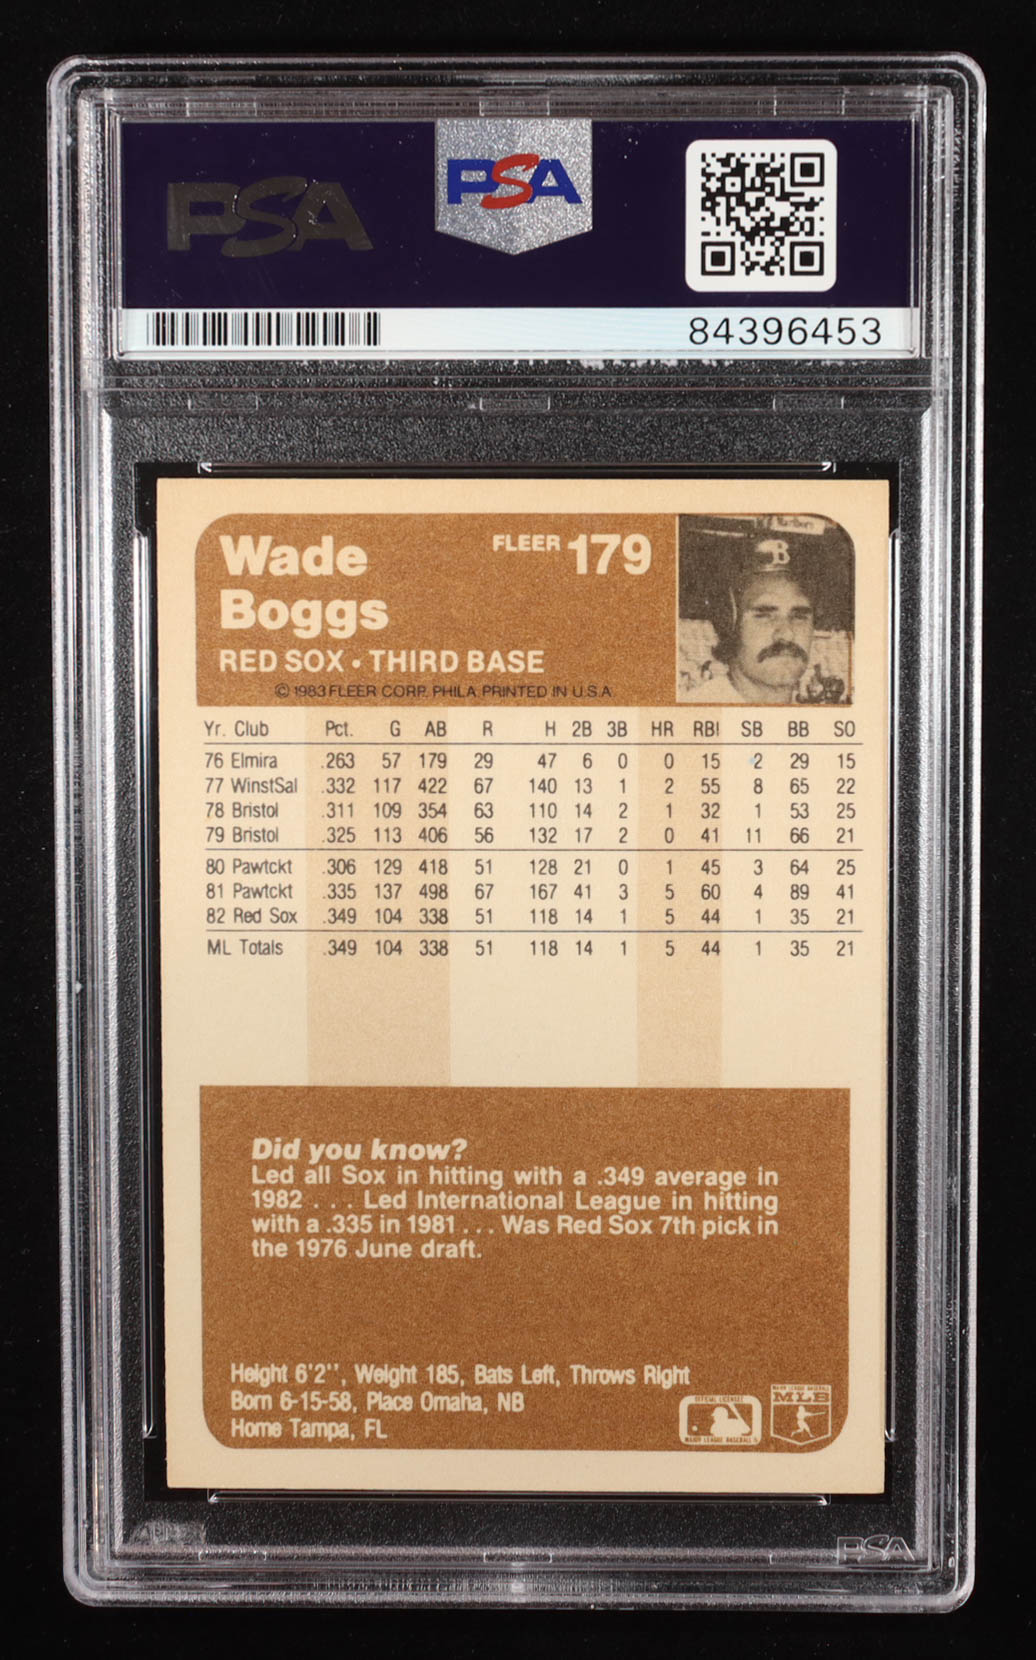 PSA
PSA
84396453
Wade
Boggs
FLEER 179
RED SOX • THIRD BASE
© 1983 FLEER CORP. PHILA. PRINTED IN U.S.A.
Marlboro
B
Yr. Club Pct. G AB R H 2B 3B HR RBI SB BB SO
76 Elmira .263 57 179 29 47 6 0 0 15 2 29 15
77 WinstSal .332 117 422 67 140 13 1 2 55 8 65 22
78 Bristol .311 109 354 63 110 14 2 1 32 1 53 25
79 Bristol .325 113 406 56 132 17 2 0 41 11 66 21
80 Pawtckt .306 129 418 51 128 21 0 1 45 3 64 25
81 Pawtckt .335 137 498 67 167 41 3 5 60 4 89 41
82 Red Sox .349 104 338 51 118 14 1 5 44 1 35 21
ML Totals .349 104 338 51 118 14 1 5 44 1 35 21
Did you know?
Led all Sox in hitting with a .349 average in
1982 . . . Led International League in hitting
with a .335 in 1981 . . . Was Red Sox 7th pick in
the 1976 June draft.
Height 6'2'', Weight 185, Bats Left, Throws Right
Born 6-15-58, Place Omaha, NB
Home Tampa, FL
OFFICIAL LICENSEE
MAJOR LEAGUE BASEBALL
MAJOR LEAGUE BASEBALL
MLB
PSA